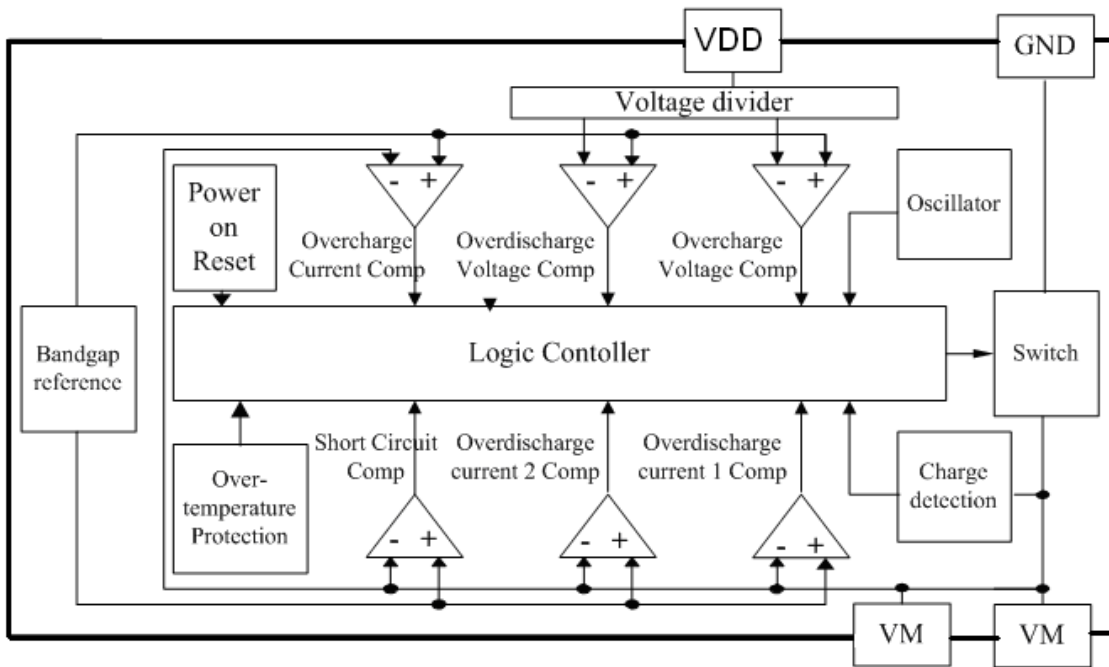 VDD
GND
Voltage divider
- +
- +
- +
Power
on
Reset
Oscillator
Overcharge
Current Comp
Overdischarge
Voltage Comp
Overcharge
Voltage Comp
Bandgap
reference
Logic Contoller
Switch
Over-
temperature
Protection
Short Circuit
Comp
Overdischarge
current 2 Comp
Overdischarge
current 1 Comp
Charge
detection
- +
- +
- +
VM
VM